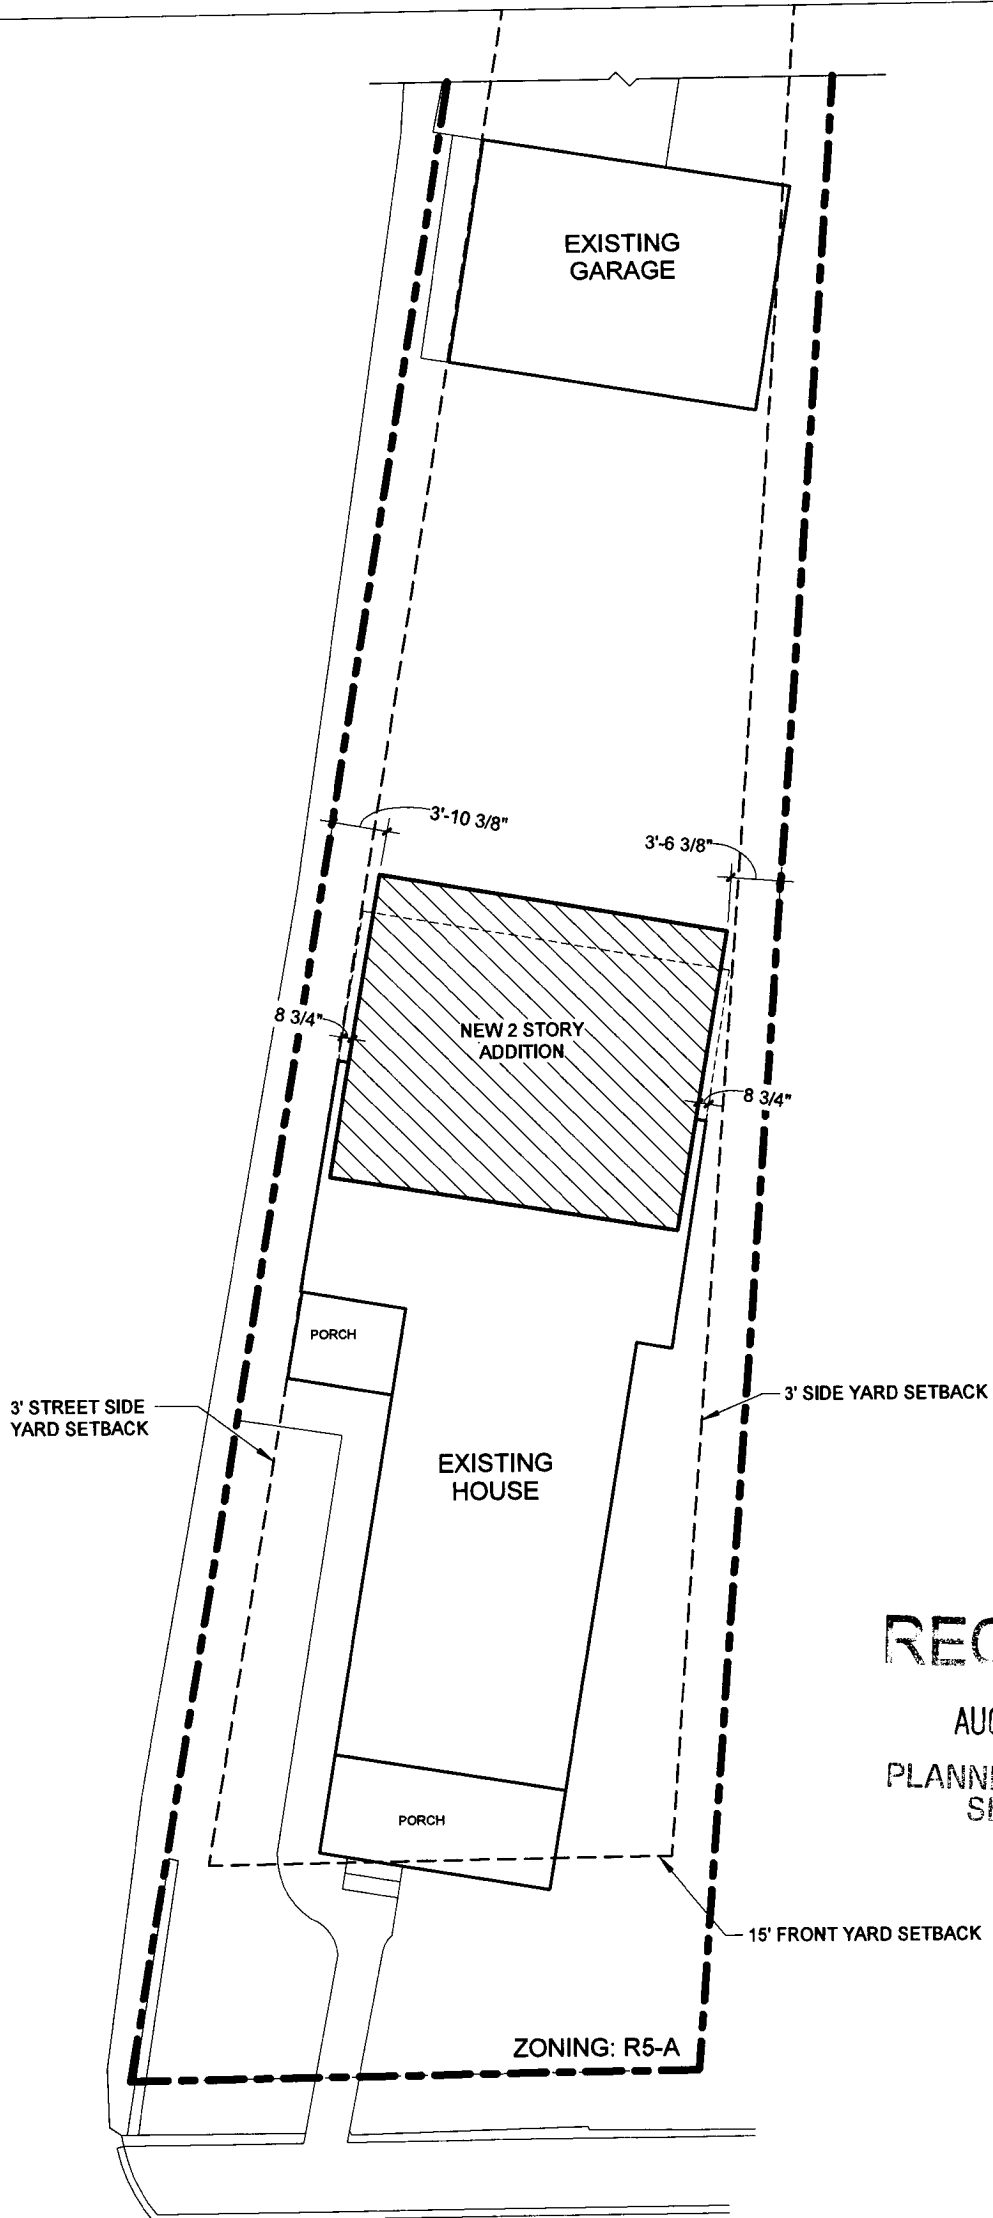 EXISTING
GARAGE
3'-10 3/8"
3'-6 3/8"
8 3/4"
NEW 2 STORY
ADDITION
8 3/4"
PORCH
3' STREET SIDE
YARD SETBACK
3' SIDE YARD SETBACK
EXISTING
HOUSE
PORCH
15' FRONT YARD SETBACK
ZONING: R5-A